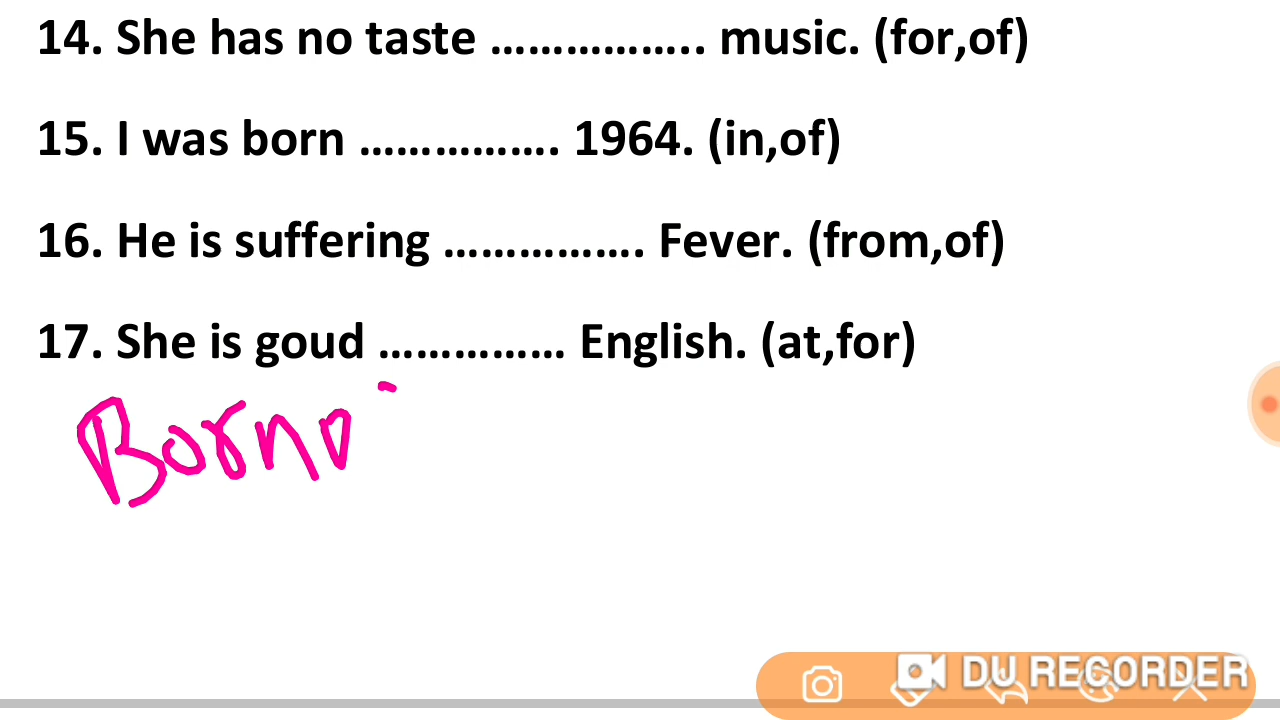 14. She has no taste …………….. music. (for,of)
15. I was born ……………. 1964. (in,of)
16. He is suffering ……………. Fever. (from,of)
17. She is goud …………… English. (at,for)
Born
DU RECORDER